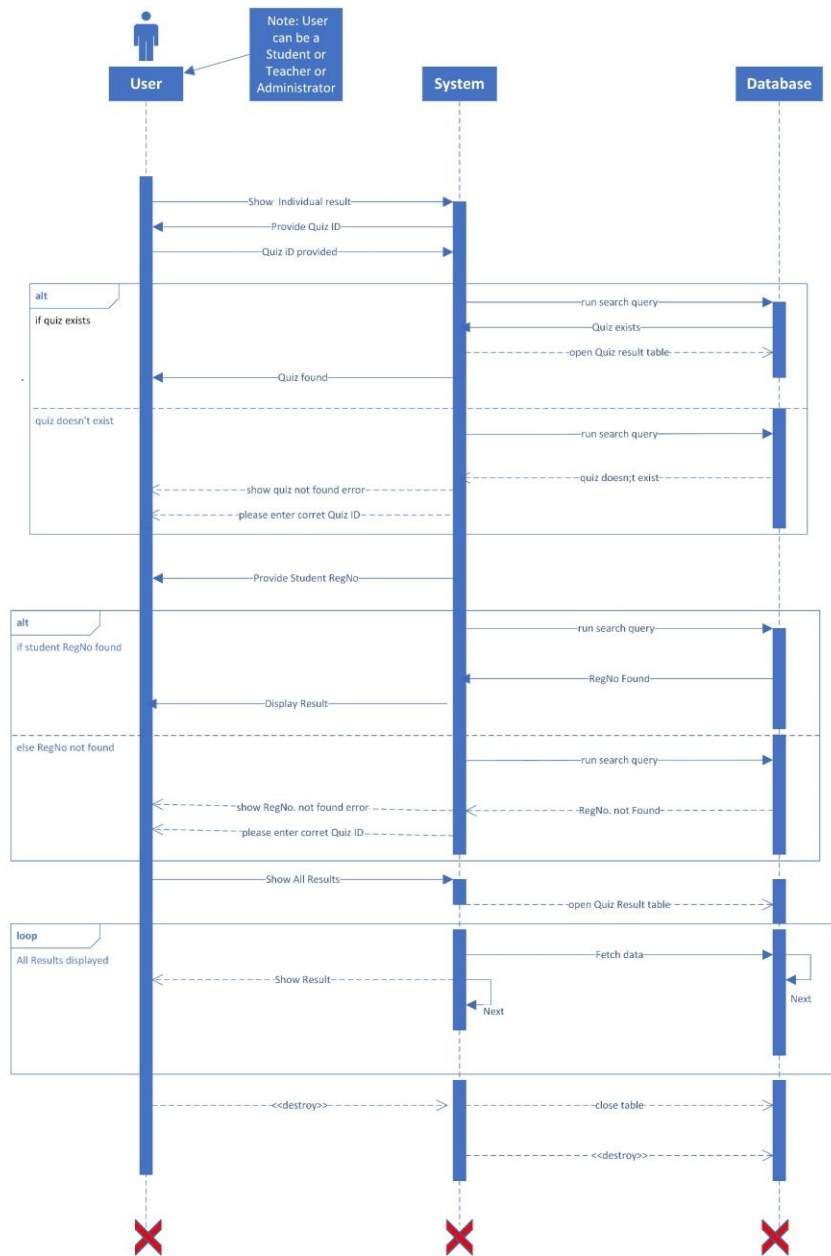 Note: User
can be a
Student or
Teacher or
Administrator
User
System
Database
Show Individual result
Provide Quiz ID
Quiz iD provided
alt
if quiz exists
run search query
Quiz exists
open Quiz result table
Quiz found
quiz doesn't exist
run search query
quiz doesn;t exist
show quiz not found error
please enter corret Quiz ID
Provide Student RegNo
alt
if student RegNo found
run search query
RegNo Found
Display Result
else RegNo not found
run search query
show RegNo. not found error
RegNo. not Found
please enter corret Quiz ID
Show All Results
open Quiz Result table
loop
All Results displayed
Fetch data
Show Result
Next
Next
<<destroy>>
close table
<<destroy>>